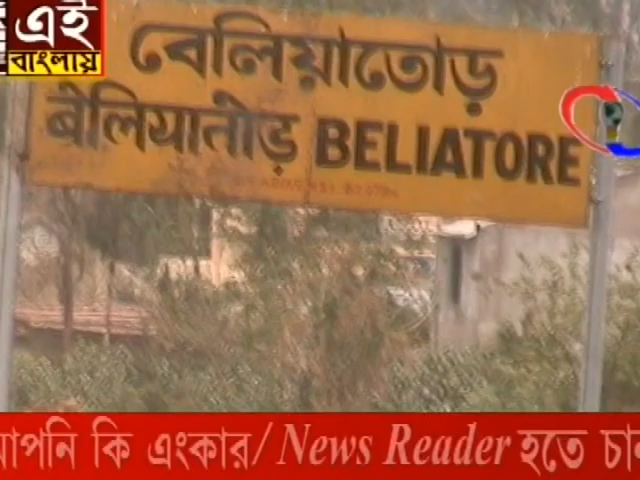 এই
বাংলায়
বেলিয়াতোড়
बेलियातोड़ BELIATORE
আপনি কি এংকার/ News Reader হতে চান